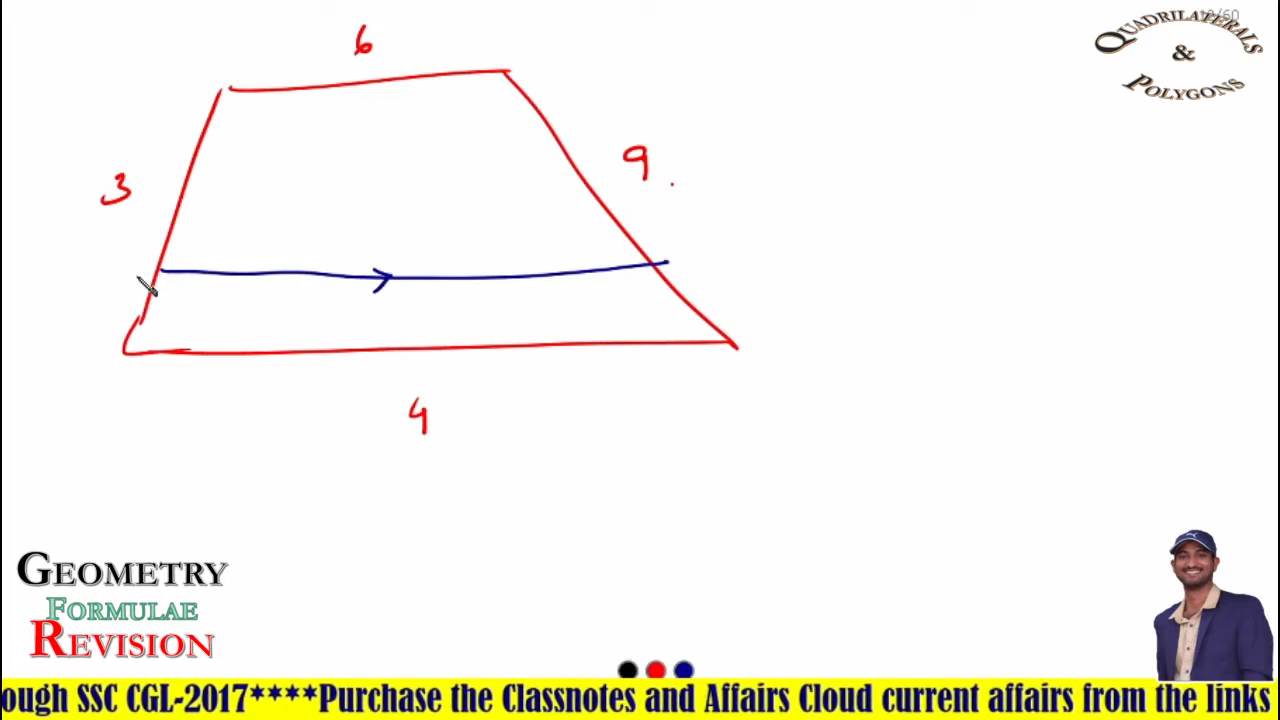 6
3
9
4
QUADRILATERALS
&
POLYGONS
GEOMETRY
FORMULAE
REVISION
ough SSC CGL-2017****Purchase the Classnotes and Affairs Cloud current affairs from the links